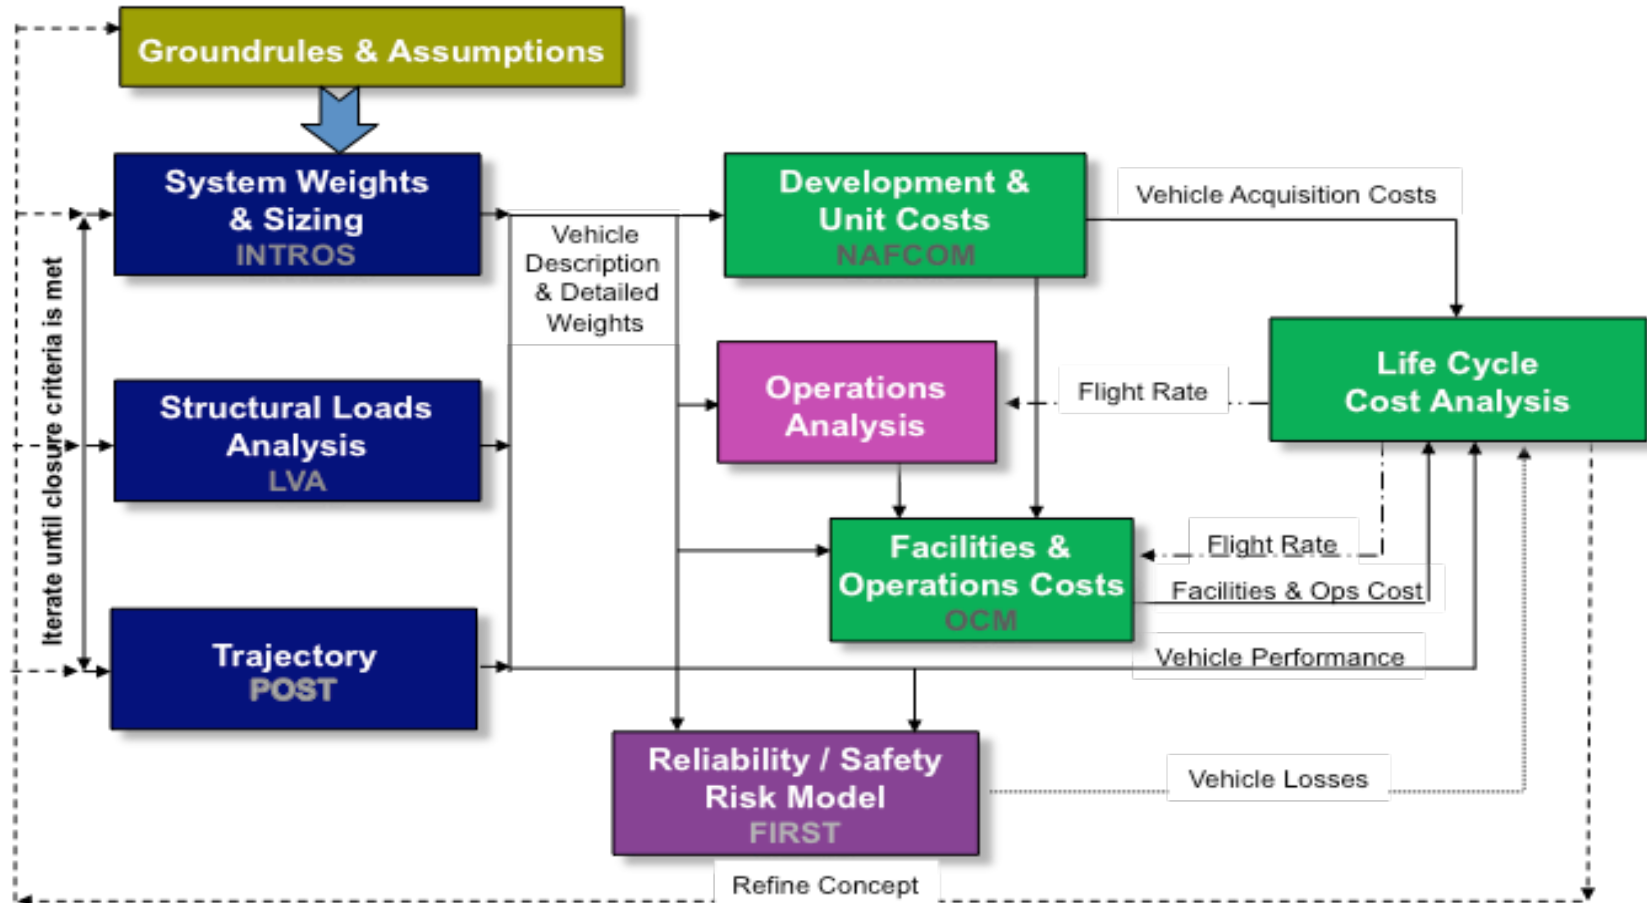 Groundrules & Assumptions
System Weights
& Sizing
INTROS
Iterate until closure criteria is met
Structural Loads
Analysis
LVA
Trajectory
POST
Vehicle
Description
& Detailed
Weights
Development &
Unit Costs
NAFCOM
Vehicle Acquisition Costs
Operations
Analysis
Flight Rate
Life Cycle
Cost Analysis
Facilities &
Operations Costs
OCM
Flight Rate
Facilities & Ops Cost
Vehicle Performance
Reliability / Safety
Risk Model
FIRST
Vehicle Losses
Refine Concept